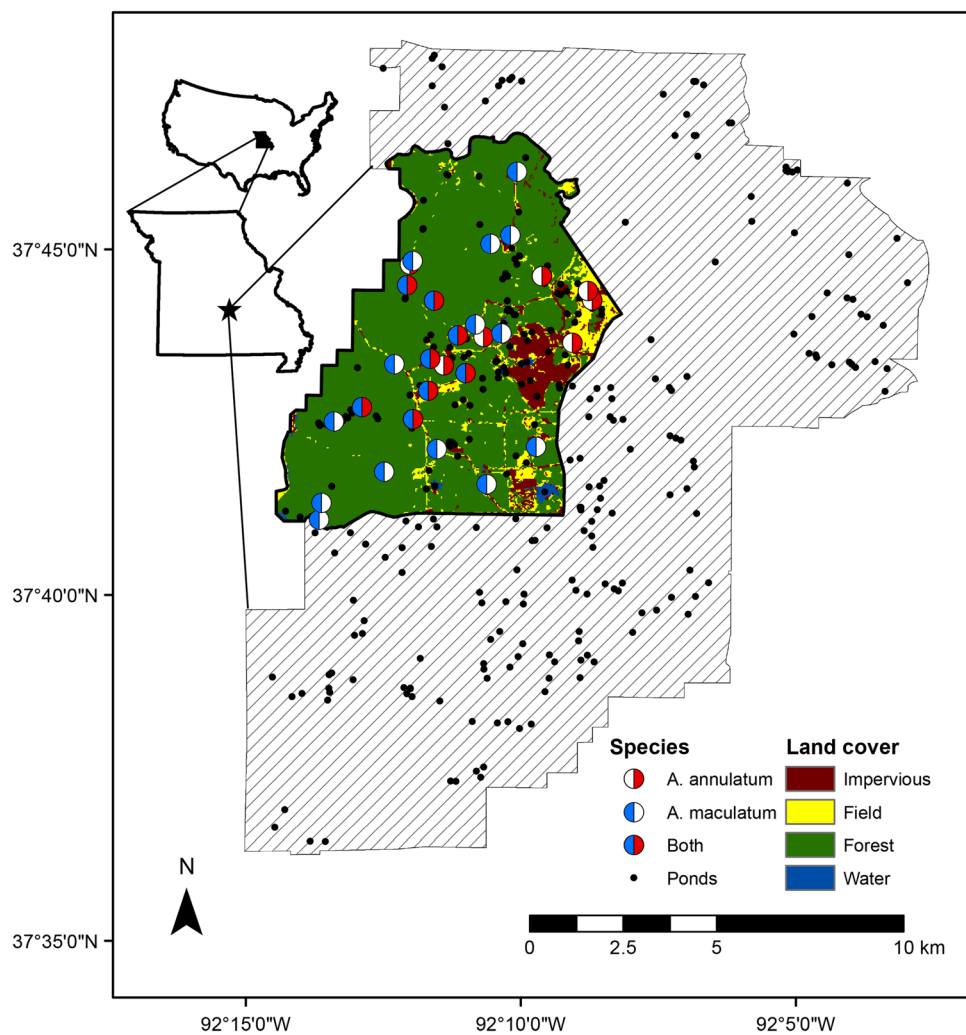 37°45'0"N
37°40'0"N
37°35'0"N
N
Species
A. annulatum
A. maculatum
Both
Ponds
Land cover
Impervious
Field
Forest
Water
0 2.5 5 10 km
92°15'0"W 92°10'0"W 92°5'0"W